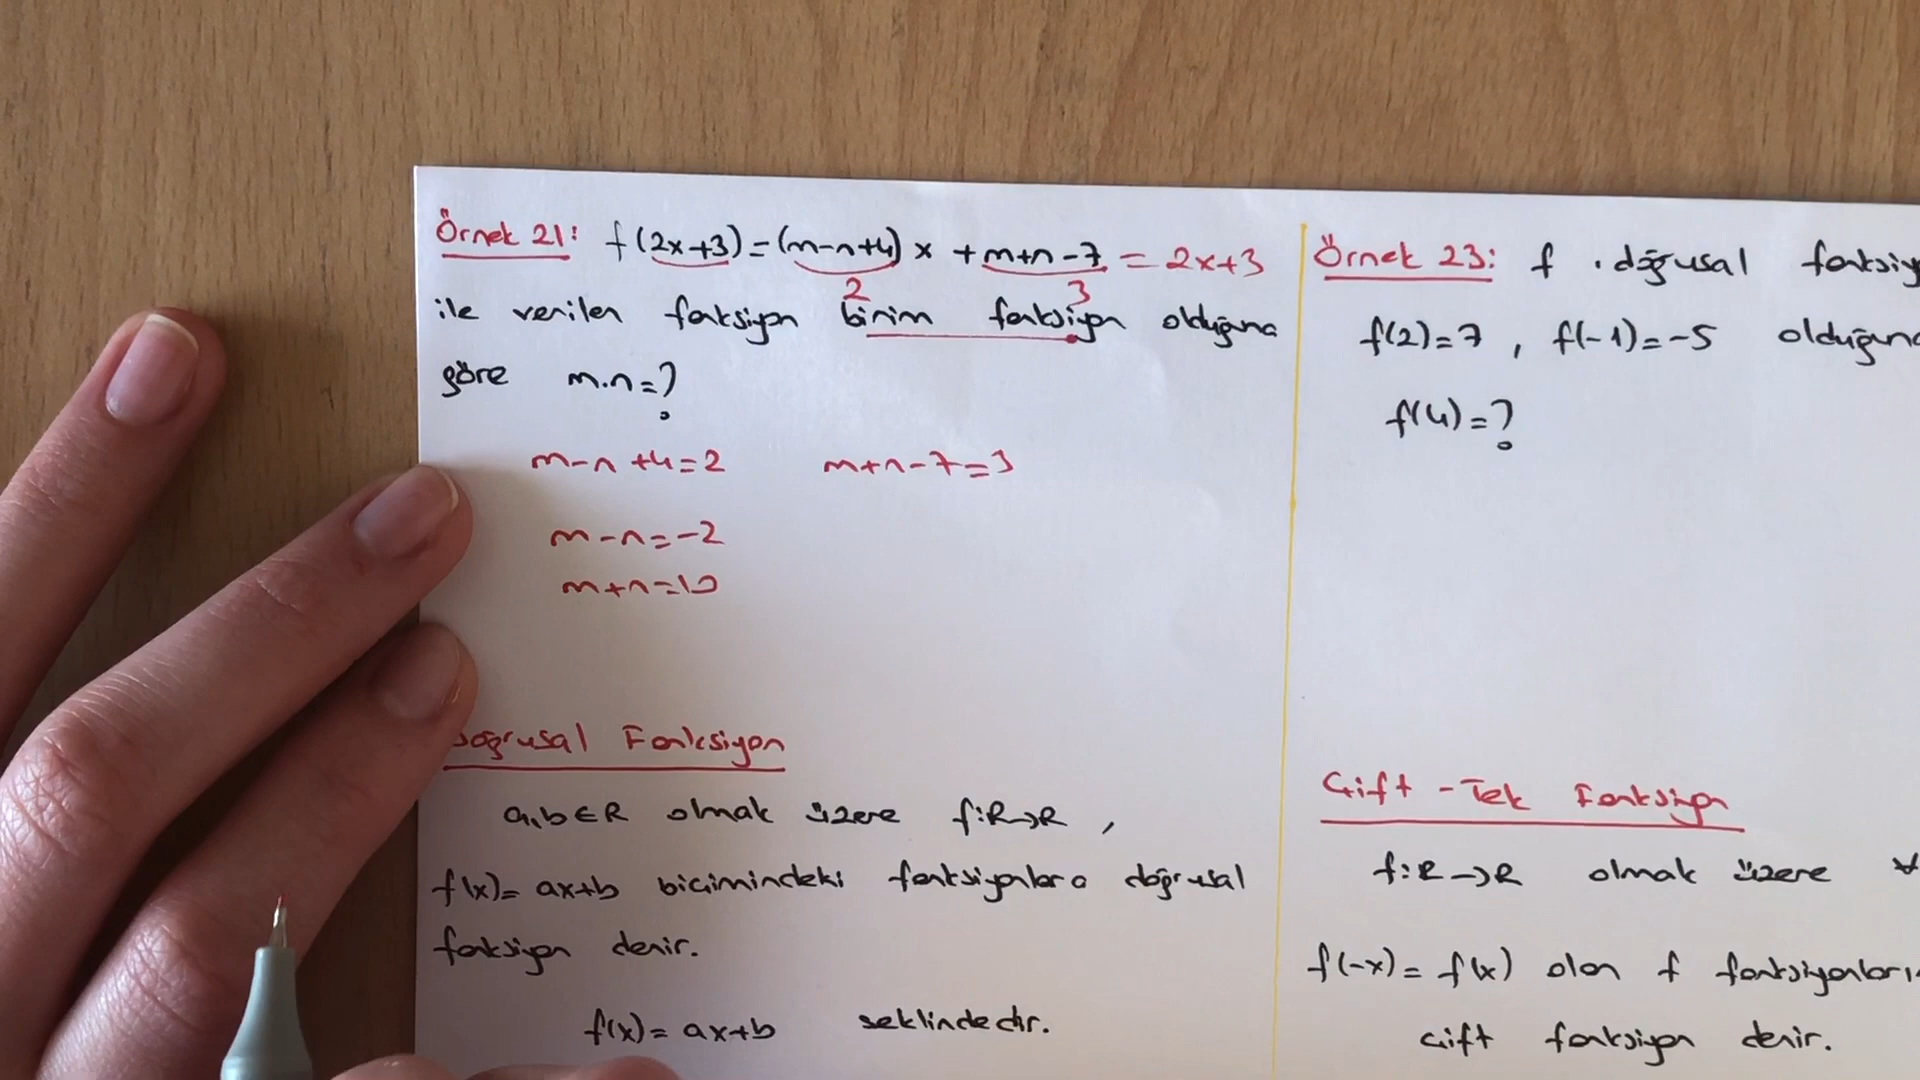 Örnek 21: f(2x+3)=(m-n+4)x+m+n-7 = 2x+3
2 3
ile verilen fonksiyon birim fonksiyon olduğuna
göre m.n=?
m-n+4=2 m+n-7=3
m-n=-2
m+n=10
Doğrusal Fonksiyon
a,b∈R olmak üzere f:R→R ,
f(x)=ax+b biçimindeki fonksiyonlara doğrusal
fonksiyon denir.
f(x)=ax+b şeklindedir.
Örnek 23: f doğrusal
f(2)=7 , f(-1)=-5
f(4)=?
Çift - Tek Fonksiyon
f:R→R olmak üzere ∀
f(-x)=f(x) olan f
çift fonksiyon denir.